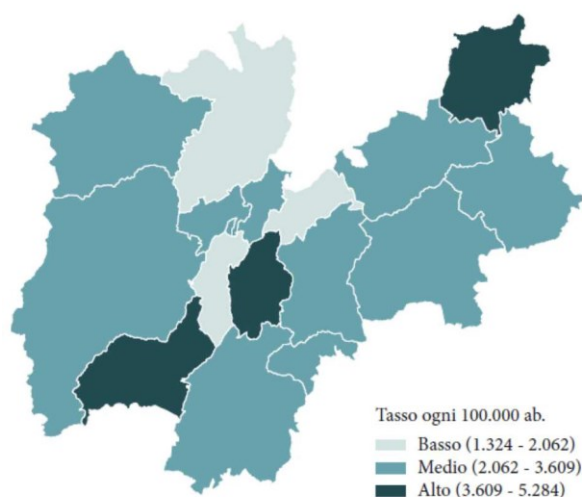 Tasso ogni 100.000 ab.
Basso (1.324 - 2.062)
Medio (2.062 - 3.609)
Alto (3.609 - 5.284)